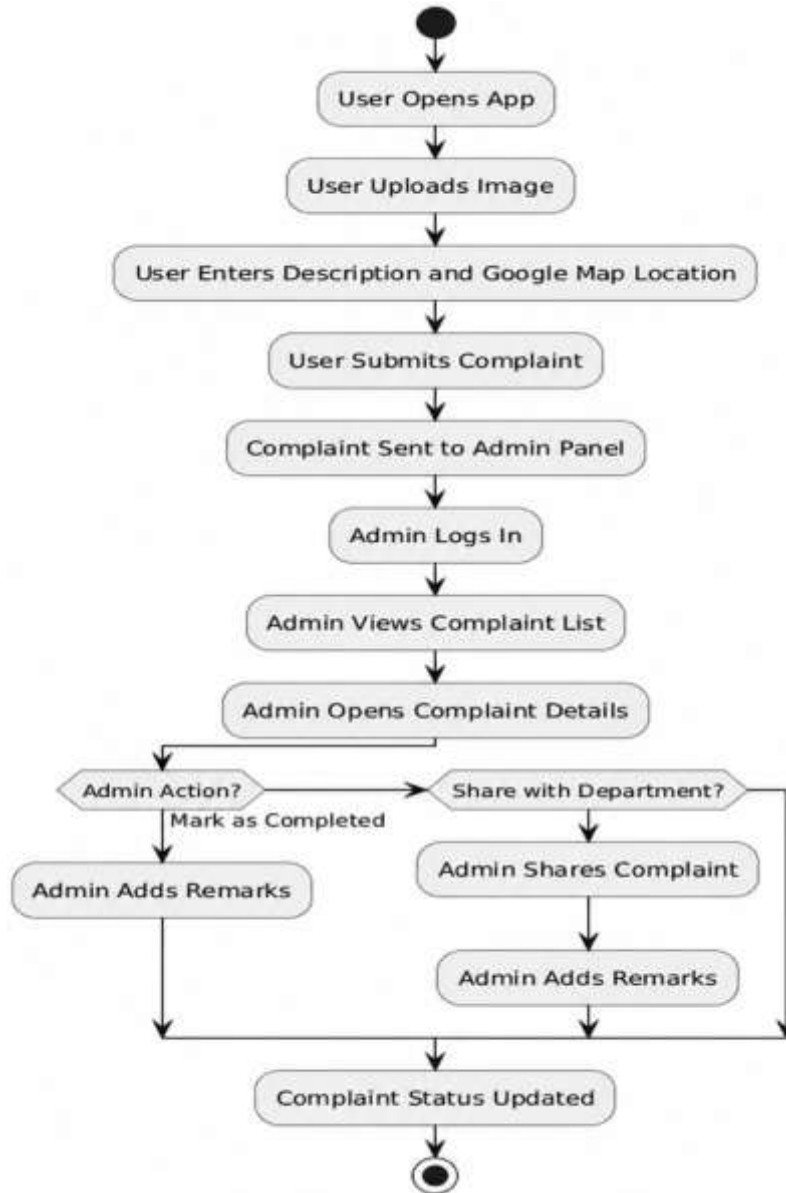 User Opens App
User Uploads Image
User Enters Description and Google Map Location
User Submits Complaint
Complaint Sent to Admin Panel
Admin Logs In
Admin Views Complaint List
Admin Opens Complaint Details
Admin Action?
Share with Department?
Mark as Completed
Admin Adds Remarks
Admin Shares Complaint
Admin Adds Remarks
Complaint Status Updated